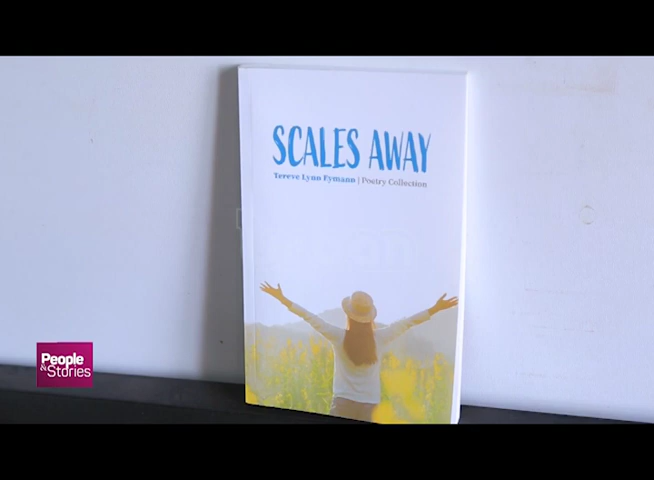 SCALES AWAY
Tereve Lynn Eymann | Poetry Collection
People
& Stories